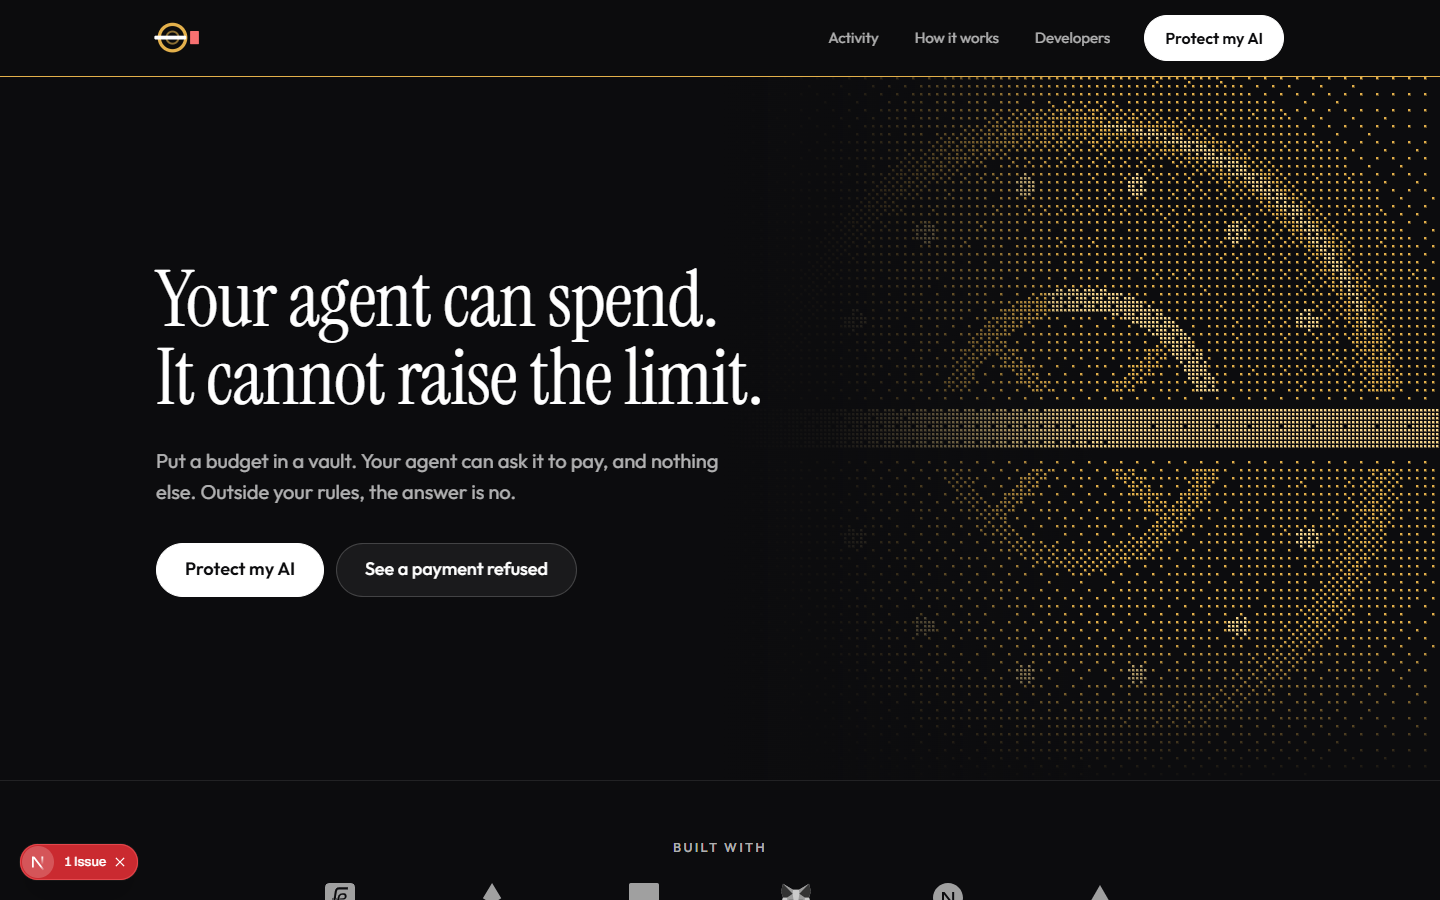 Activity
How it works
Developers
Protect my AI
Your agent can spend.
It cannot raise the limit.
Put a budget in a vault. Your agent can ask it to pay, and nothing
else. Outside your rules, the answer is no.
Protect my AI
See a payment refused
BUILT WITH
N
1 Issue
N